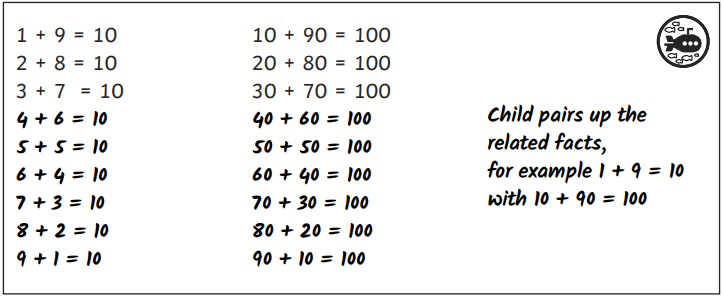 1 + 9 = 10
2 + 8 = 10
3 + 7 = 10
4 + 6 = 10
5 + 5 = 10
6 + 4 = 10
7 + 3 = 10
8 + 2 = 10
9 + 1 = 10
10 + 90 = 100
20 + 80 = 100
30 + 70 = 100
40 + 60 = 100
50 + 50 = 100
60 + 40 = 100
70 + 30 = 100
80 + 20 = 100
90 + 10 = 100
Child pairs up the
related facts,
for example 1 + 9 = 10
with 10 + 90 = 100